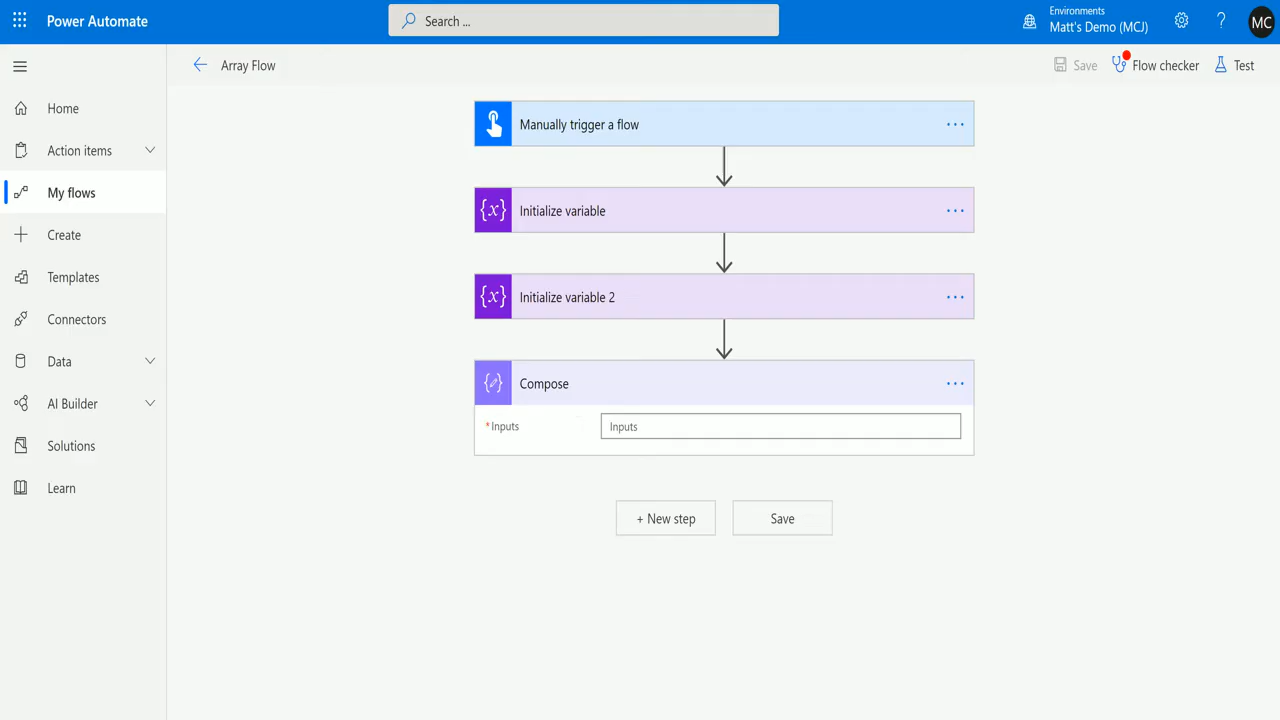 Power Automate
Search ...
Environments
Matt's Demo (MCJ)
?
MC
Array Flow
Save
Flow checker
Test
Home
Action items
My flows
Create
Templates
Connectors
Data
AI Builder
Solutions
Learn
Manually trigger a flow
{x} Initialize variable
{x} Initialize variable 2
Compose
* Inputs
Inputs
+ New step
Save